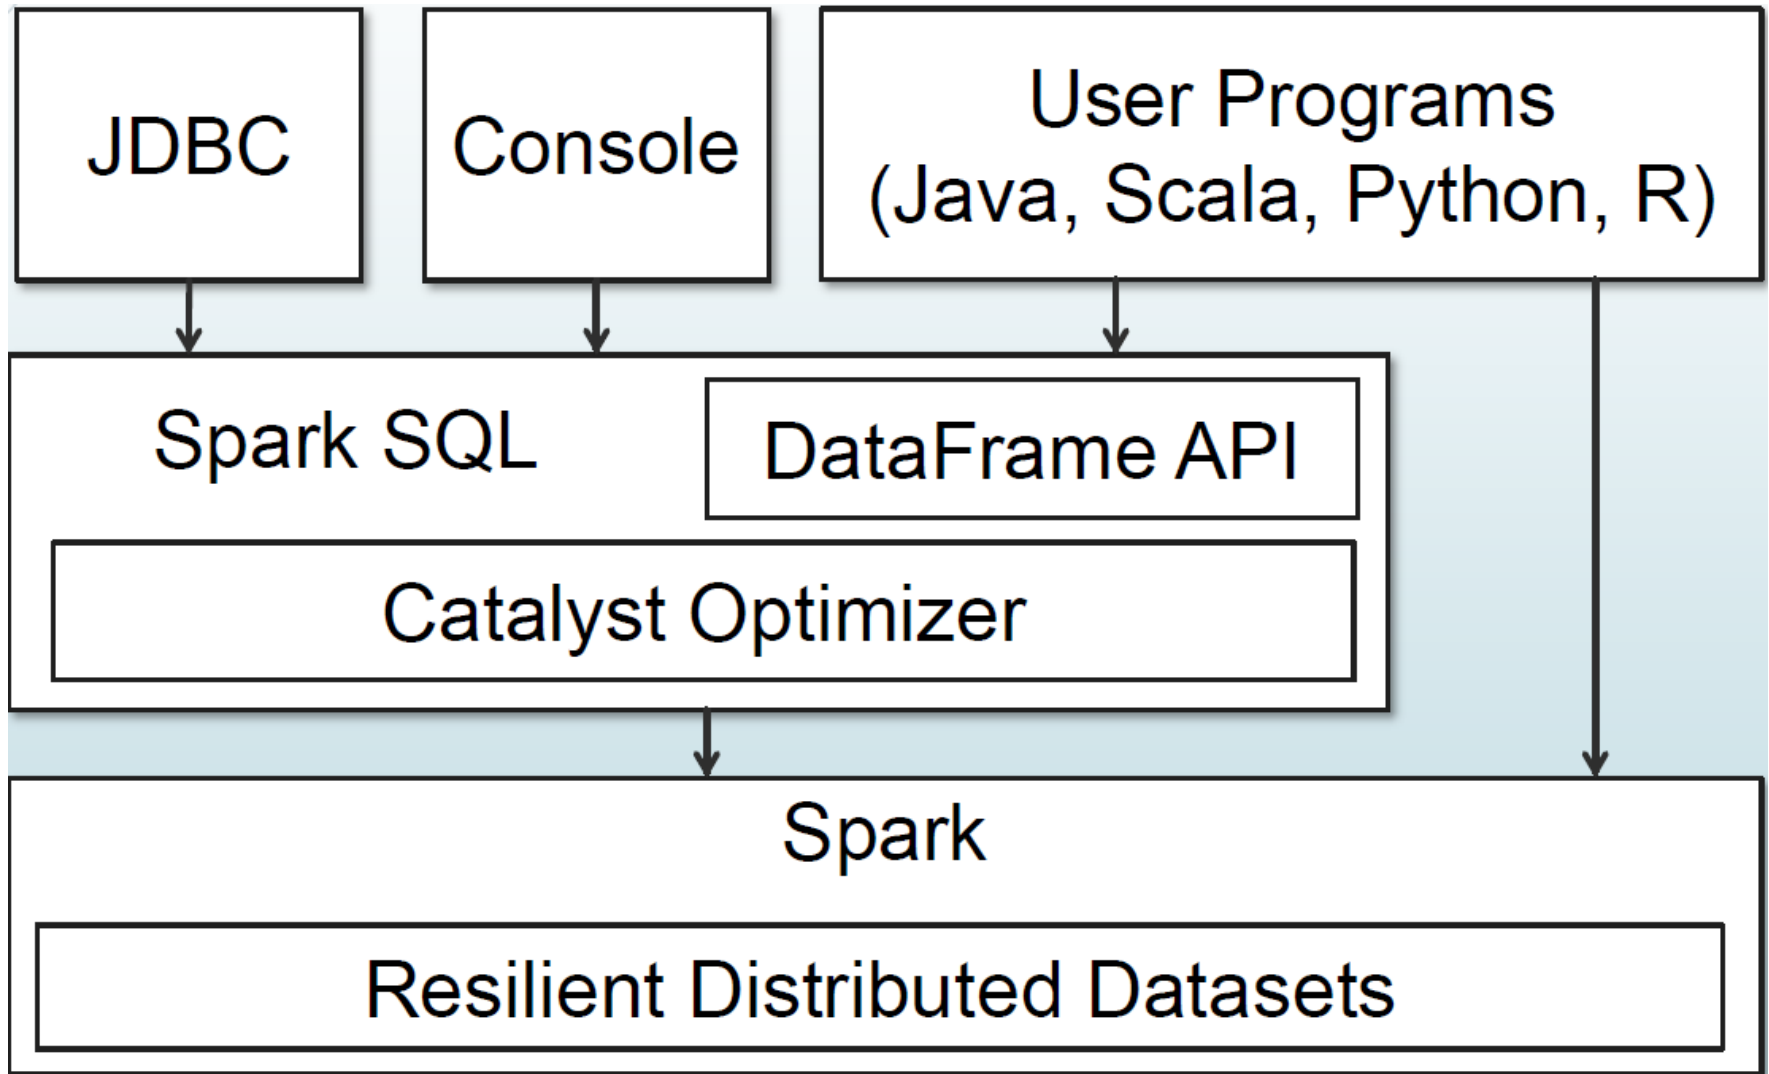 JDBC
Console
User Programs
(Java, Scala, Python, R)
Spark SQL
DataFrame API
Catalyst Optimizer
Spark
Resilient Distributed Datasets